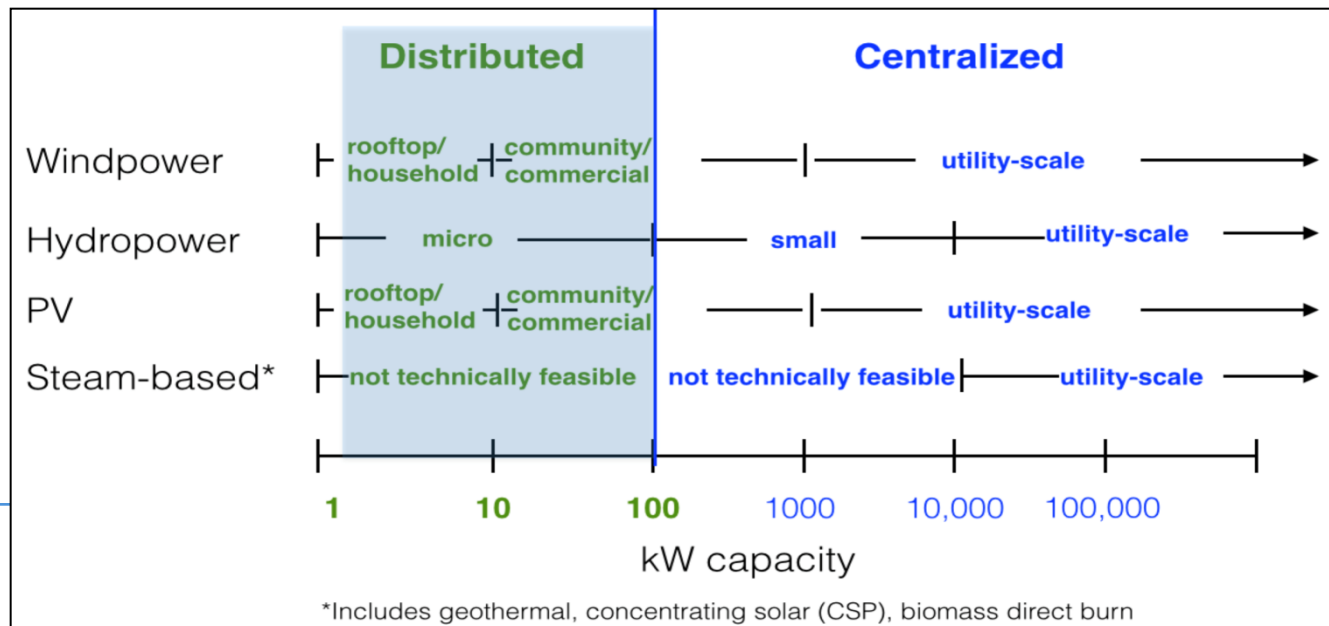 Distributed Centralized
Windpower rooftop/ household community/ commercial utility-scale
Hydropower micro small utility-scale
PV rooftop/ household community/ commercial utility-scale
Steam-based* not technically feasible not technically feasible utility-scale
1 10 100 1000 10,000 100,000
kW capacity
*Includes geothermal, concentrating solar (CSP), biomass direct burn